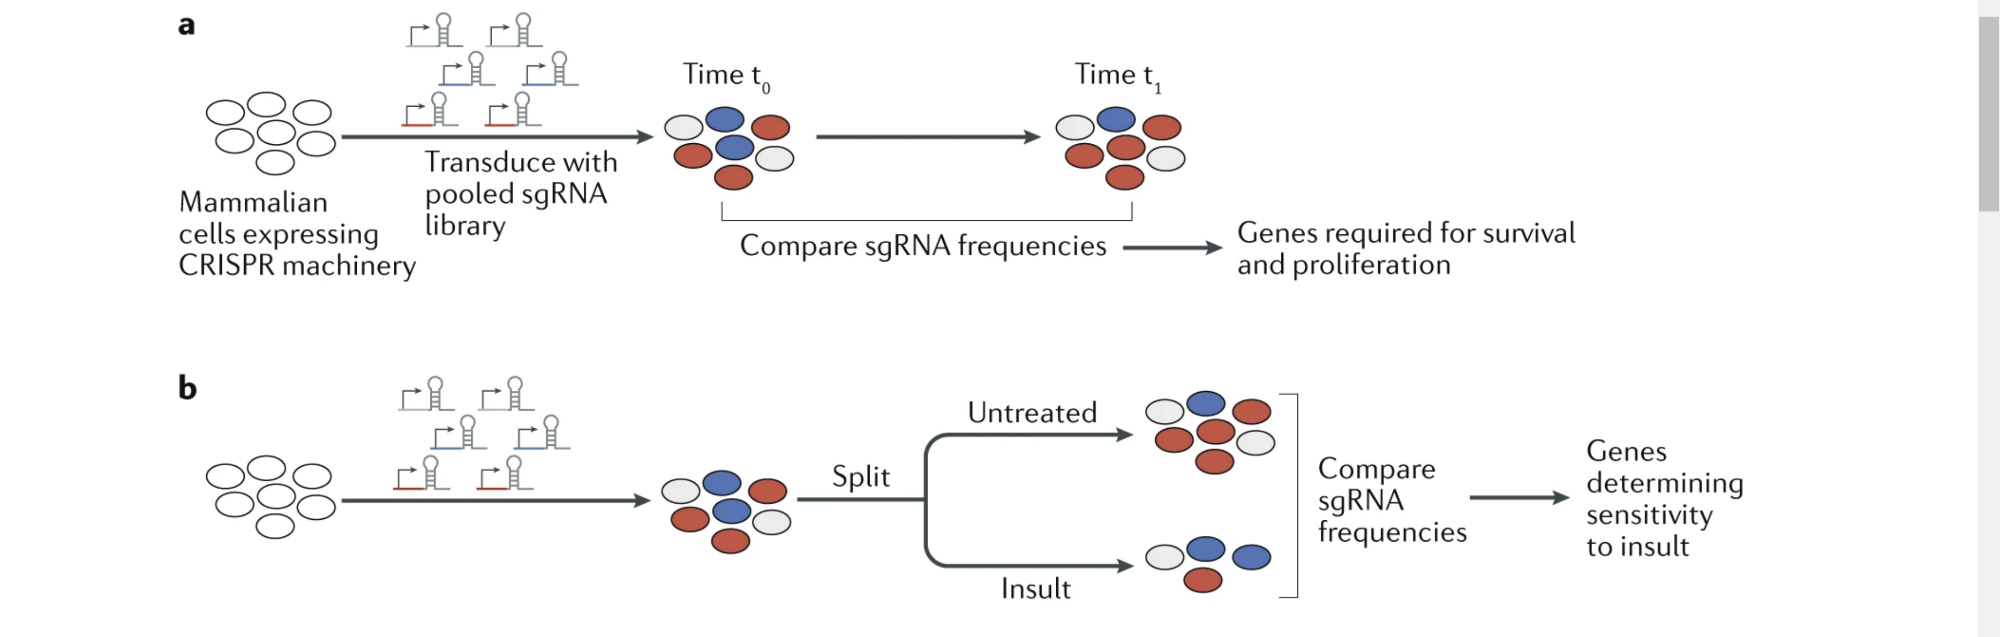 a
Time t0
Time t1
Transduce with
pooled sgRNA
library
Mammalian
cells expressing
CRISPR machinery
Compare sgRNA frequencies
Genes required for survival
and proliferation
b
Split
Untreated
Insult
Compare
sgRNA
frequencies
Genes
determining
sensitivity
to insult